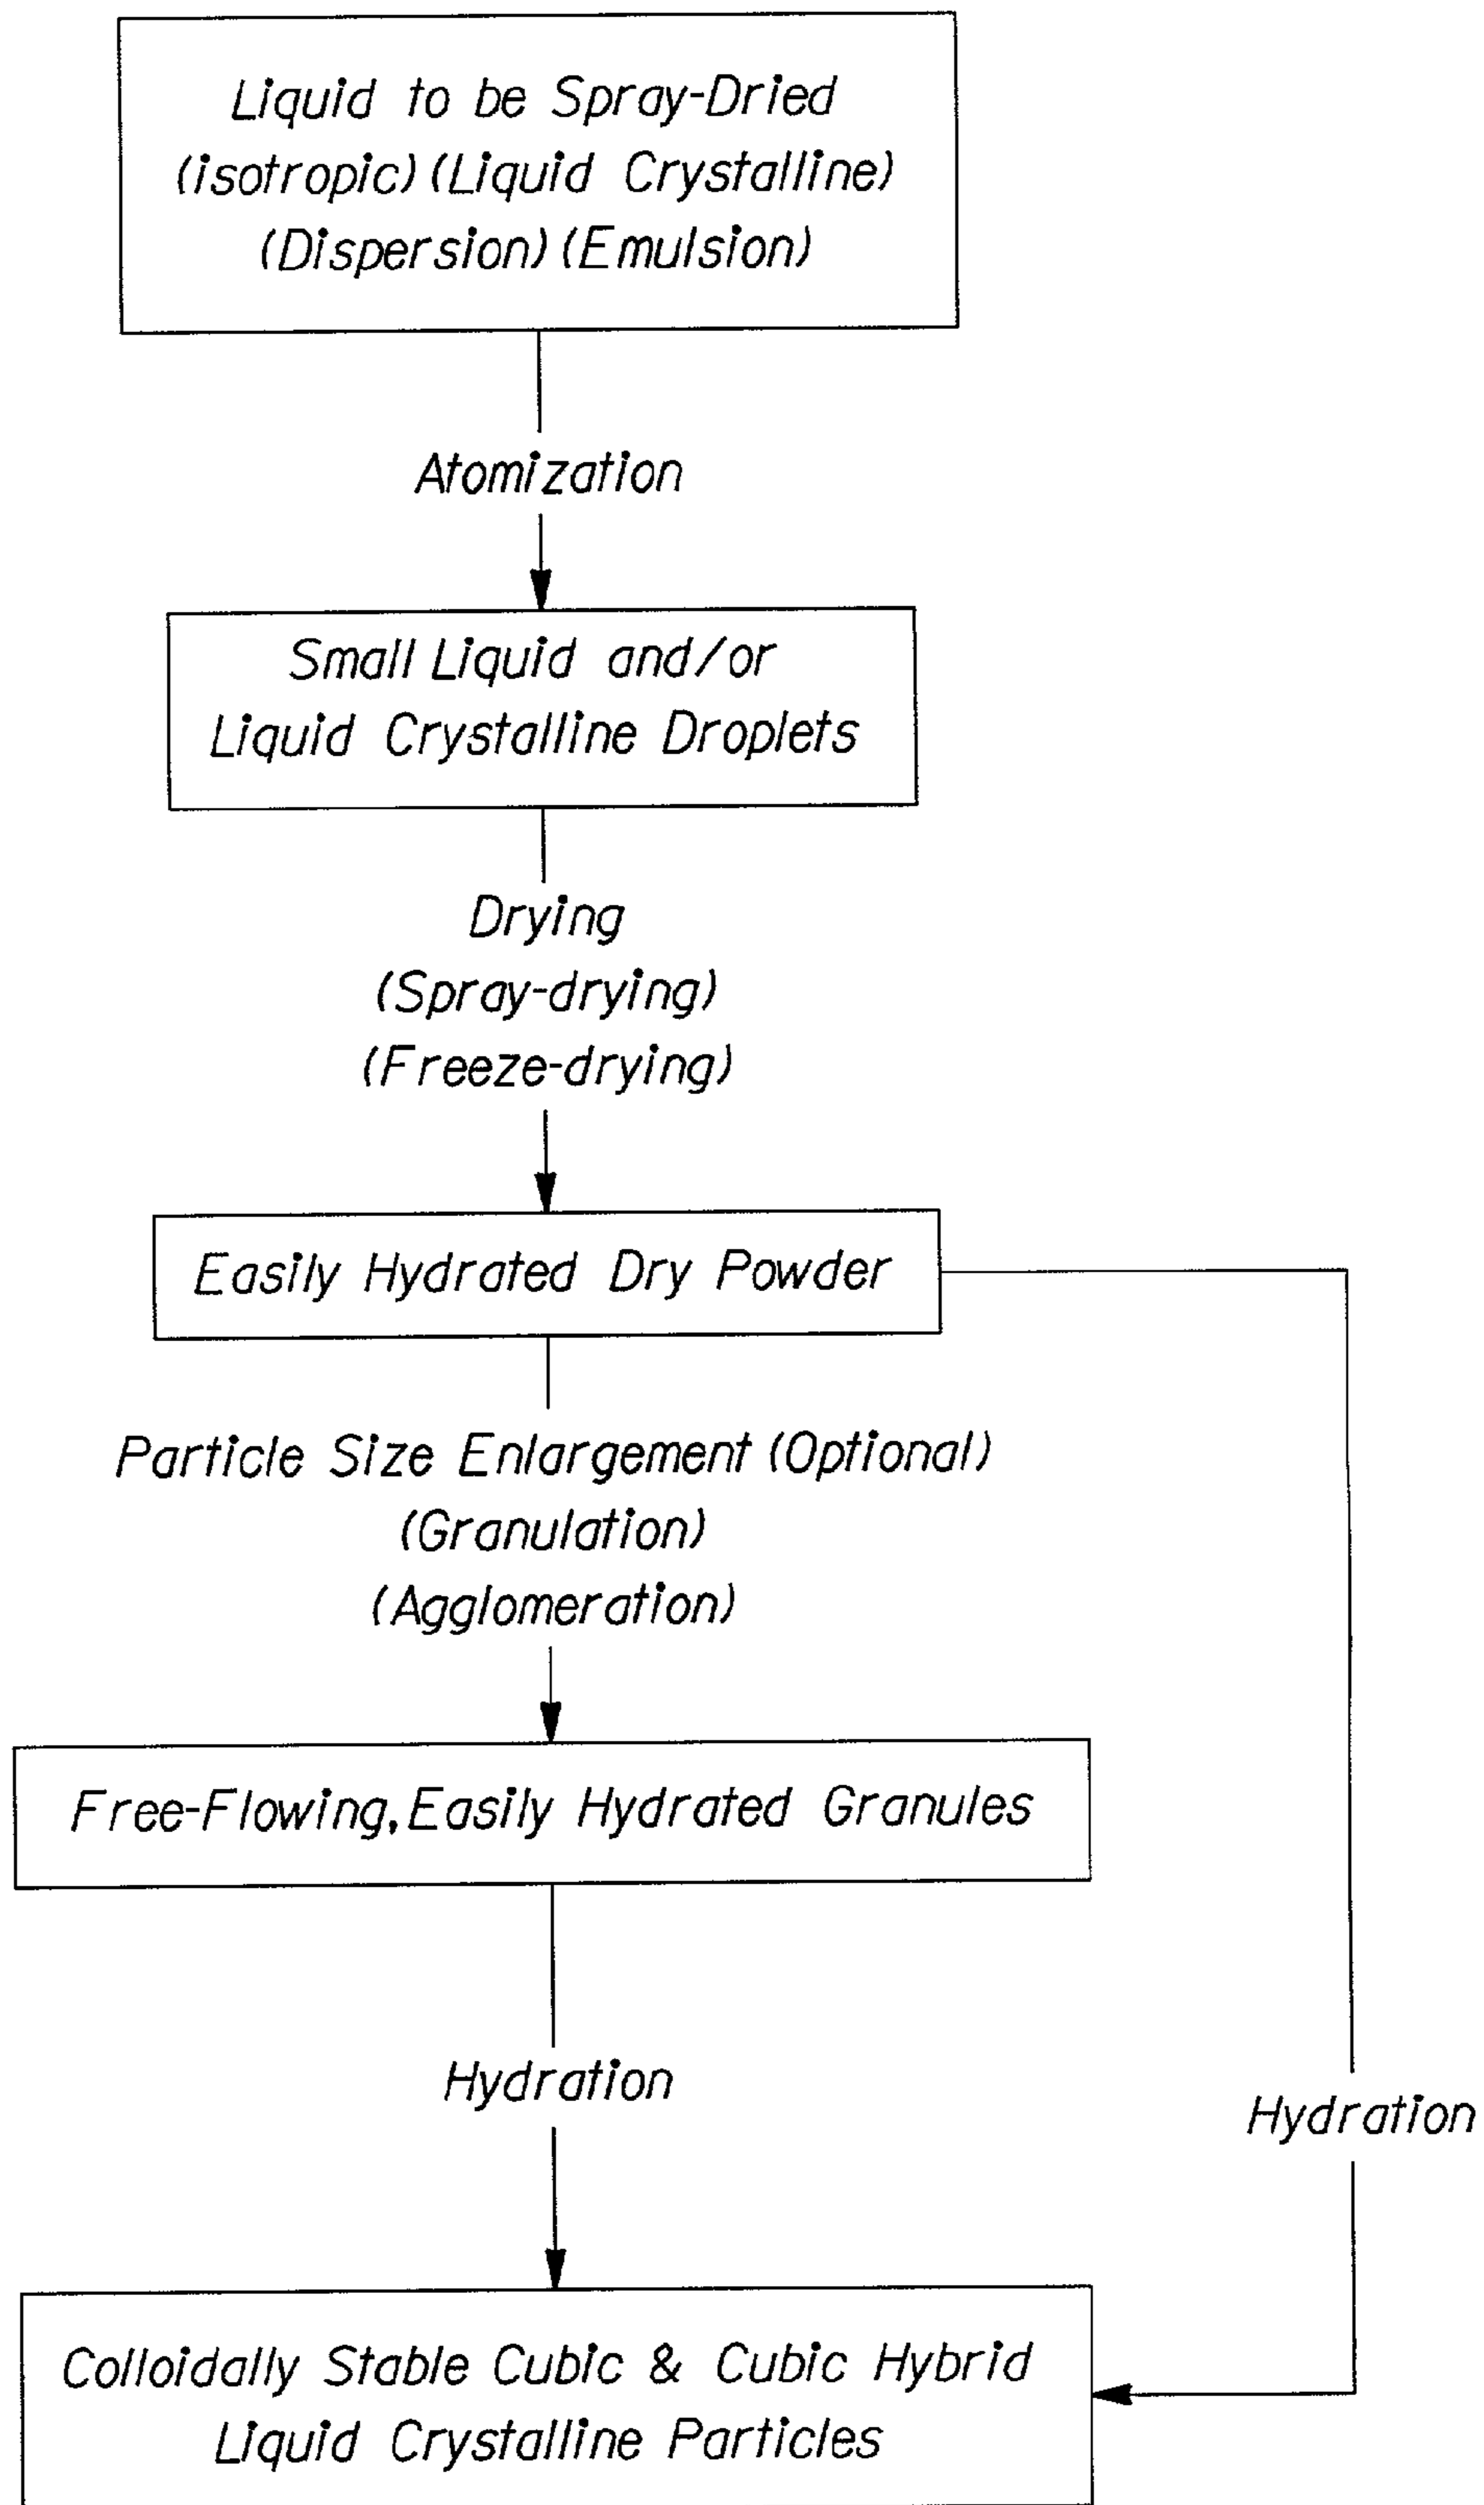 Liquid to be Spray-Dried
(isotropic) (Liquid Crystalline)
(Dispersion) (Emulsion)
Atomization
Small Liquid and/or
Liquid Crystalline Droplets
Drying
(Spray-drying)
(Freeze-drying)
Easily Hydrated Dry Powder
Particle Size Enlargement (Optional)
(Granulation)
(Agglomeration)
Free-Flowing, Easily Hydrated Granules
Hydration
Hydration
Colloidally Stable Cubic & Cubic Hybrid
Liquid Crystalline Particles